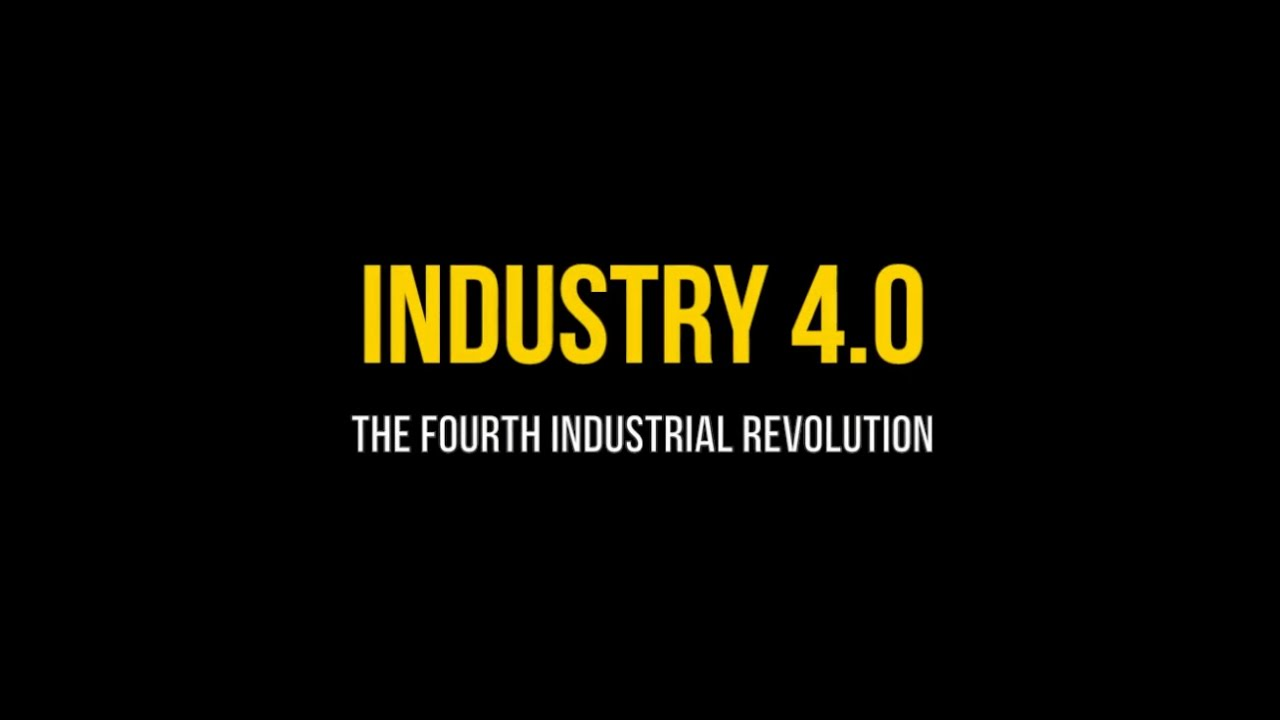 INDUSTRY 4.0
THE FOURTH INDUSTRIAL REVOLUTION